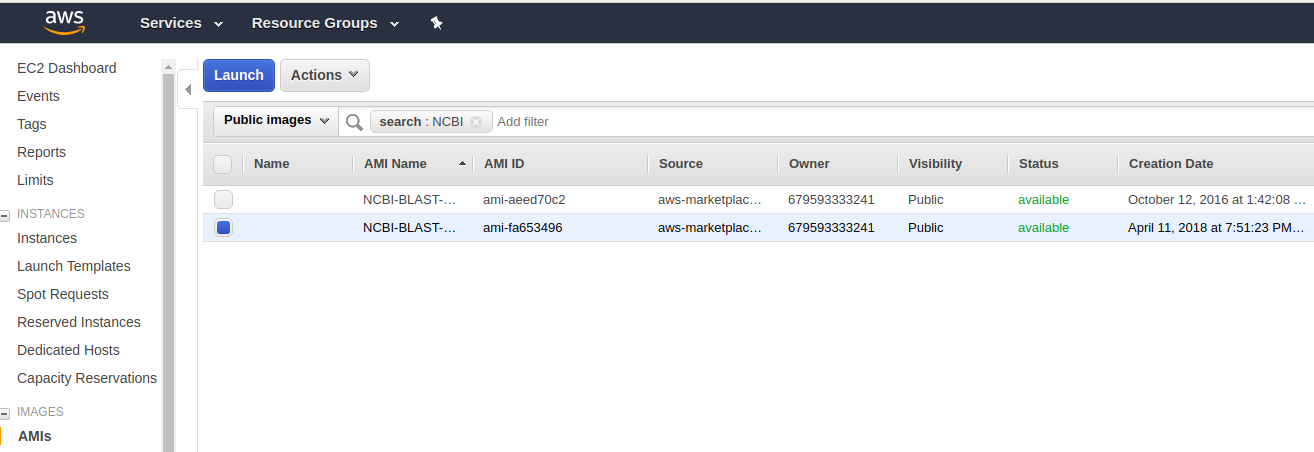 aws Services Resource Groups
EC2 Dashboard
Events
Tags
Reports
Limits
INSTANCES
Instances
Launch Templates
Spot Requests
Reserved Instances
Dedicated Hosts
Capacity Reservations
IMAGES
AMIs
Launch Actions
Public images search : NCBI Add filter
Name AMI Name AMI ID Source Owner Visibility Status Creation Date
NCBI-BLAST-... ami-aeed70c2 aws-marketplac... 679593333241 Public available October 12, 2016 at 1:42:08 ...
NCBI-BLAST-... ami-fa653496 aws-marketplac... 679593333241 Public available April 11, 2018 at 7:51:23 PM...